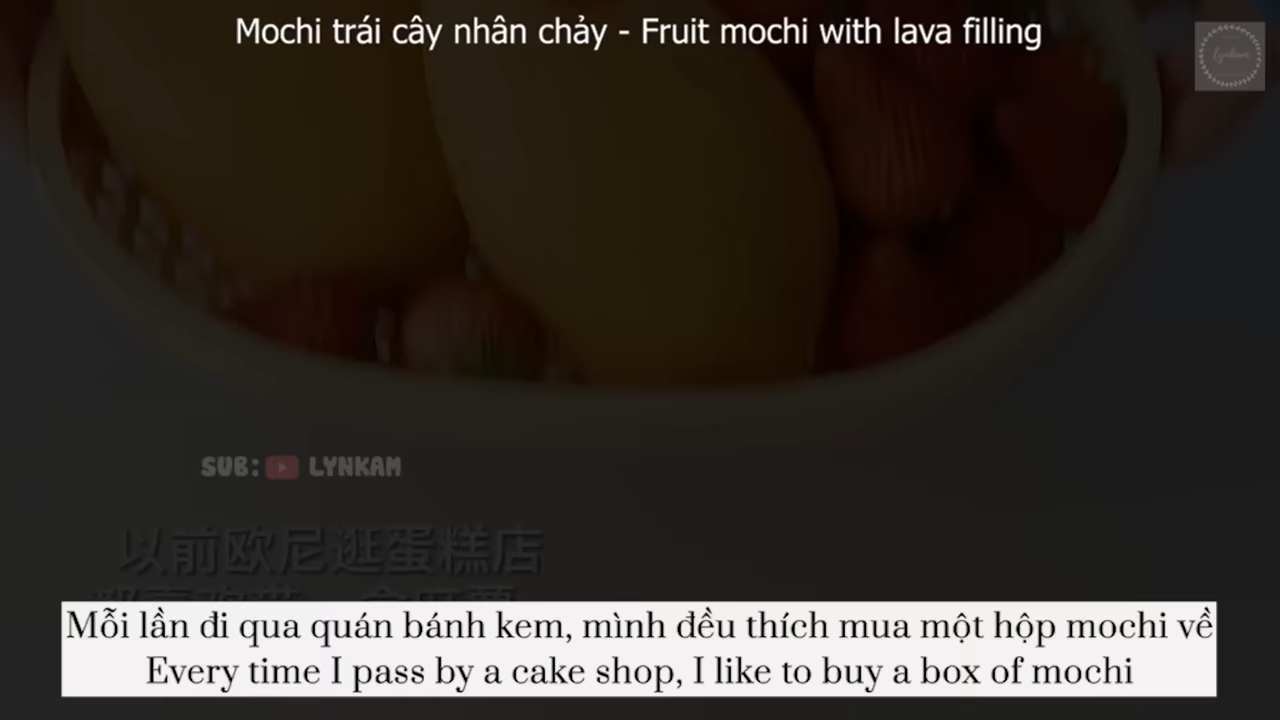 Mochi trái cây nhân chảy - Fruit mochi with lava filling
SUB: LYNKAM
以前欧尼逛蛋糕店
Mỗi lần đi qua quán bánh kem, mình đều thích mua một hộp mochi về
Every time I pass by a cake shop, I like to buy a box of mochi